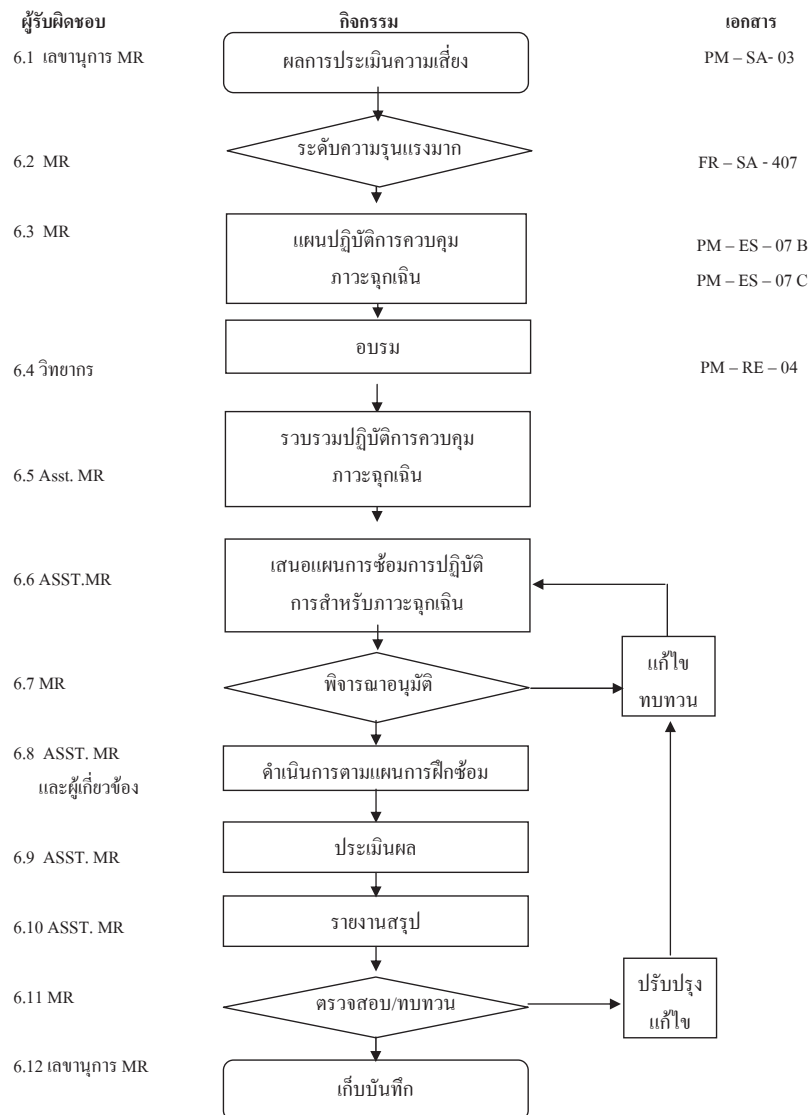 ผู้รับผิดชอบ กิจกรรม เอกสาร
6.1 เลขานุการ MR ผลการประเมินความเสี่ยง PM – SA- 03
ระดับความรุนแรงมาก
6.2 MR FR – SA - 407
6.3 MR
แผนปฏิบัติการควบคุม PM – ES – 07 B
ภาวะฉุกเฉิน PM – ES – 07 C
อบรม
6.4 วิทยากร PM – RE – 04
รวบรวมปฏิบัติการควบคุม
ภาวะฉุกเฉิน
6.5 Asst. MR
เสนอแผนการซ้อมการปฏิบัติ
6.6 ASST.MR
การสำหรับภาวะฉุกเฉิน
แก้ไข
6.7 MR พิจารณาอนุมัติ
ทบทวน
6.8 ASST. MR
ดำเนินการตามแผนการฝึกซ้อม
และผู้เกี่ยวข้อง
ประเมินผล
6.9 ASST. MR
รายงานสรุป
6.10 ASST. MR
ปรับปรุง
6.11 MR ตรวจสอบ/ทบทวน
แก้ไข
6.12 เลขานุการ MR
เก็บบันทึก